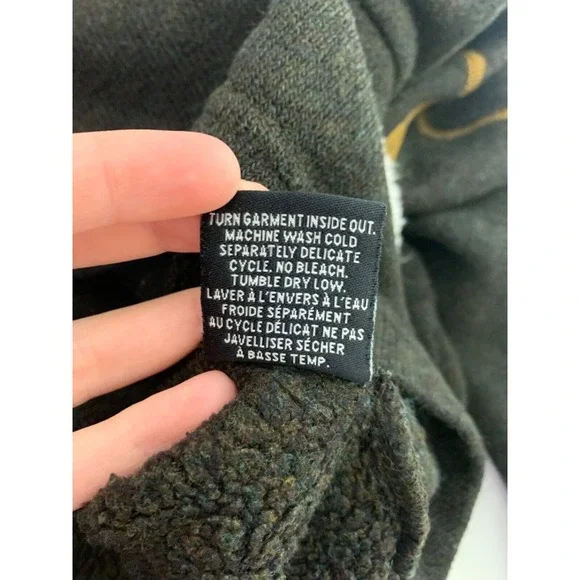 TURN GARMENT INSIDE OUT.
MACHINE WASH COLD
SEPARATELY DELICATE
CYCLE. NO BLEACH.
TUMBLE DRY LOW.
LAVER À L'ENVERS À L'EAU
FROIDE SÉPARÉMENT
AU CYCLE DÉLICAT NE PAS
JAVELLISER SÉCHER
À BASSE TEMP.